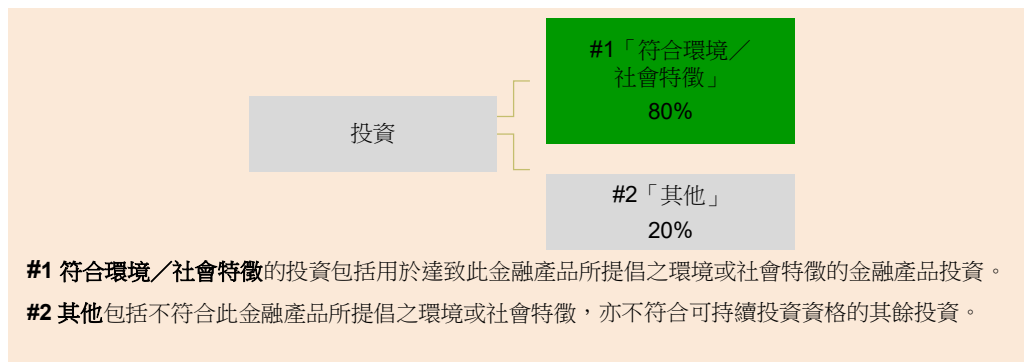 #1「符合環境／
社會特徵」
80%
投資
#2「其他」
20%
#1 符合環境／社會特徵的投資包括用於達致此金融產品所提倡之環境或社會特徵的金融產品投資。
#2 其他包括不符合此金融產品所提倡之環境或社會特徵，亦不符合可持續投資資格的其餘投資。